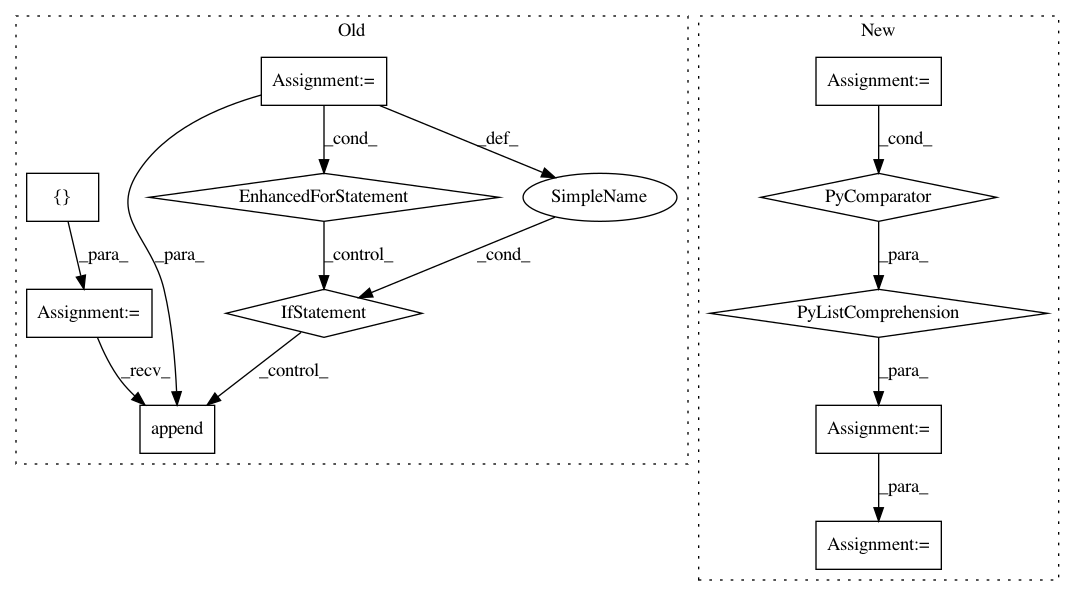 Old
New
Assignment:=
Assignment:=
_cond_
_def_
_cond_
{}
EnhancedForStatement
SimpleName
PyComparator
_para_
_para_
_control_
_cond_
_para_
Assignment:=
IfStatement
PyListComprehension
_recv_
_control_
_para_
append
Assignment:=
_para_
Assignment:=